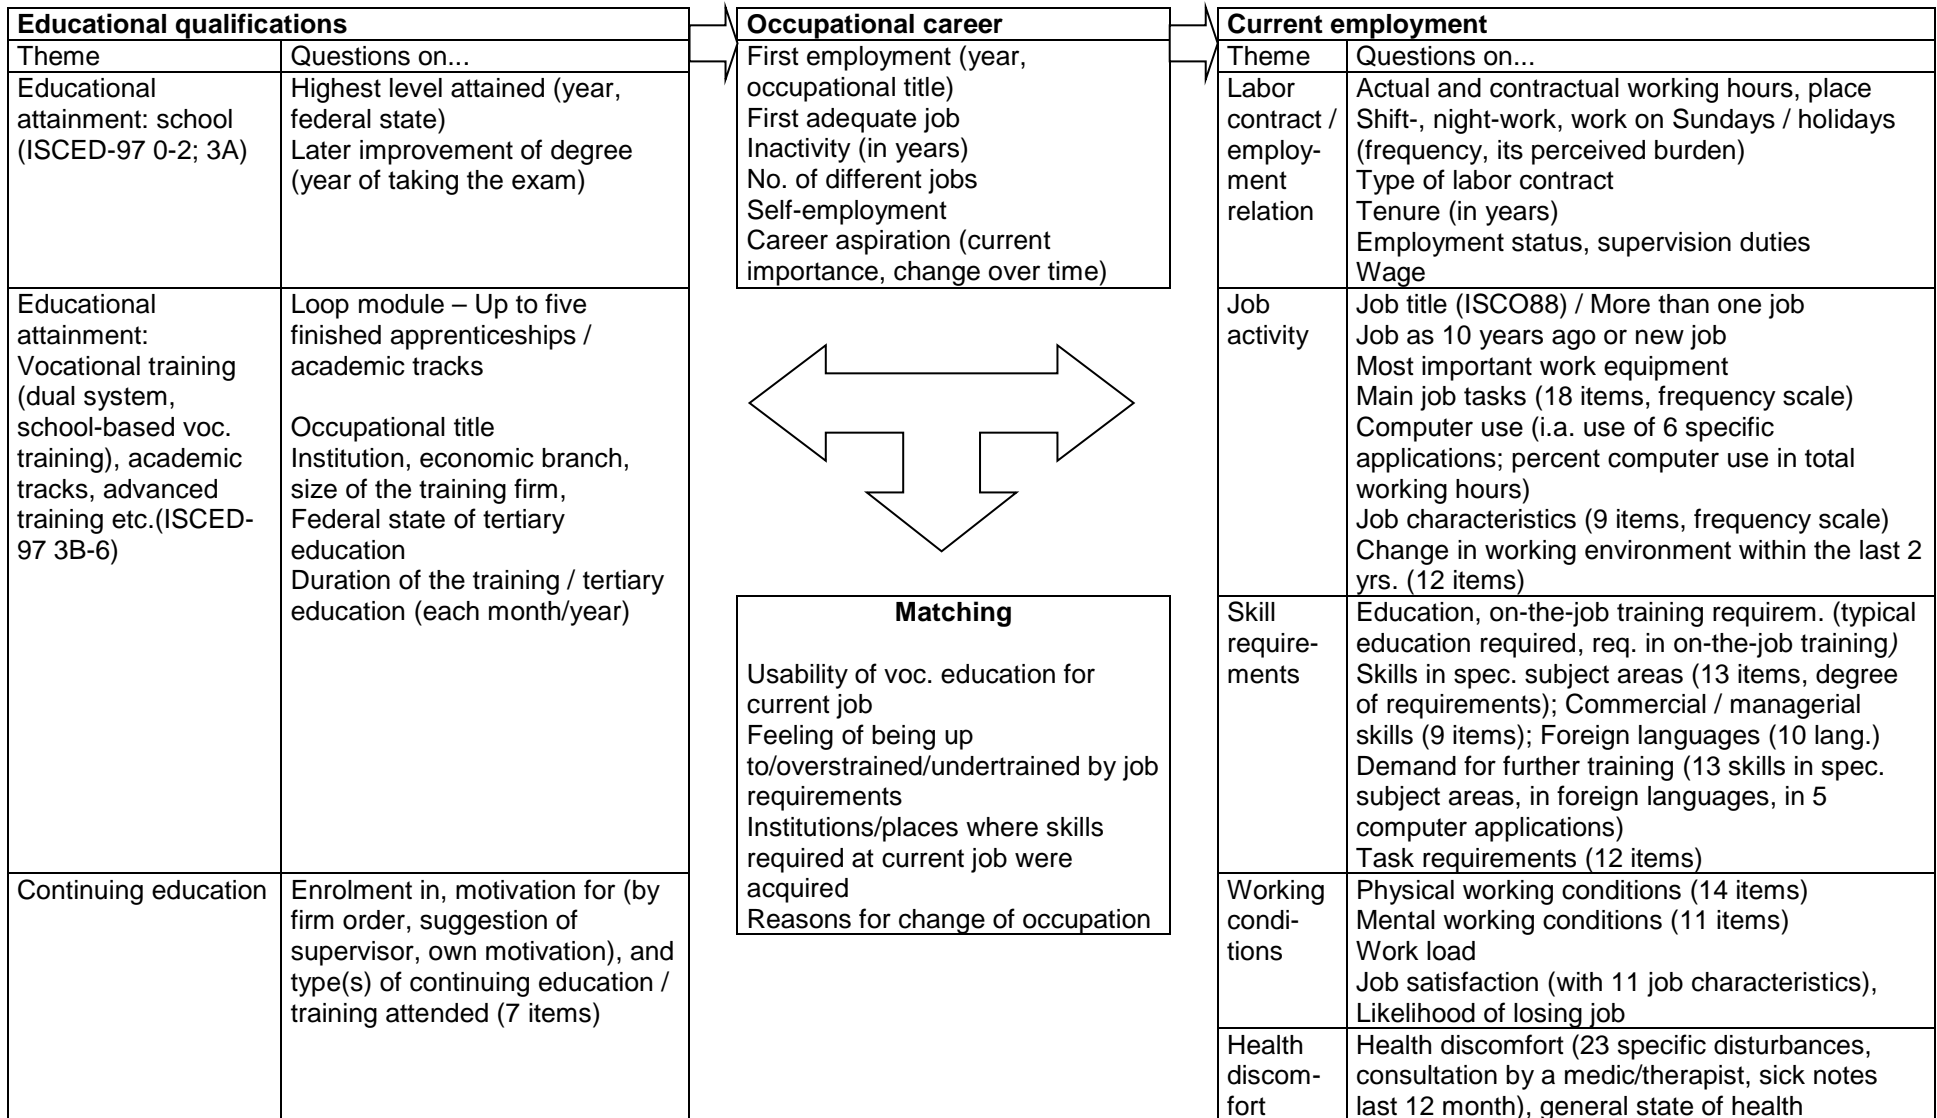 Educational qualifications
Theme
Questions on...
Educational
attainment: school
(ISCED-97 0-2; 3A)
Highest level attained (year,
federal state)
Later improvement of degree
(year of taking the exam)
Educational
attainment:
Vocational training
(dual system,
school-based voc.
training), academic
tracks, advanced
training etc.(ISCED-
97 3B-6)
Loop module – Up to five
finished apprenticeships /
academic tracks
Occupational title
Institution, economic branch,
size of the training firm,
Federal state of tertiary
education
Duration of the training / tertiary
education (each month/year)
Continuing education
Enrolment in, motivation for (by
firm order, suggestion of
supervisor, own motivation), and
type(s) of continuing education /
training attended (7 items)
Occupational career
First employment (year,
occupational title)
First adequate job
Inactivity (in years)
No. of different jobs
Self-employment
Career aspiration (current
importance, change over time)
Matching
Usability of voc. education for
current job
Feeling of being up
to/overstrained/undertrained by job
requirements
Institutions/places where skills
required at current job were
acquired
Reasons for change of occupation
Current employment
Theme
Questions on...
Labor
contract /
employ-
ment
relation
Actual and contractual working hours, place
Shift-, night-work, work on Sundays / holidays
(frequency, its perceived burden)
Type of labor contract
Tenure (in years)
Employment status, supervision duties
Wage
Job
activity
Job title (ISCO88) / More than one job
Job as 10 years ago or new job
Most important work equipment
Main job tasks (18 items, frequency scale)
Computer use (i.a. use of 6 specific
applications; percent computer use in total
working hours)
Job characteristics (9 items, frequency scale)
Change in working environment within the last 2
yrs. (12 items)
Skill
require-
ments
Education, on-the-job training requirem. (typical
education required, req. in on-the-job training)
Skills in spec. subject areas (13 items, degree
of requirements); Commercial / managerial
skills (9 items); Foreign languages (10 lang.)
Demand for further training (13 skills in spec.
subject areas, in foreign languages, in 5
computer applications)
Task requirements (12 items)
Working
condi-
tions
Physical working conditions (14 items)
Mental working conditions (11 items)
Work load
Job satisfaction (with 11 job characteristics),
Likelihood of losing job
Health
discom-
fort
Health discomfort (23 specific disturbances,
consultation by a medic/therapist, sick notes
last 12 month), general state of health